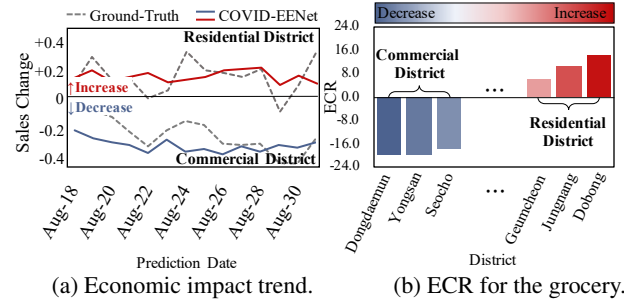 Ground-Truth
COVID-EENet
Sales Change
+0.4
+0.2
0
-0.2
-0.4
Residential District
↑Increase
↓Decrease
Commercial District
Aug-18
Aug-20
Aug-22
Aug-24
Aug-26
Aug-28
Aug-30
Prediction Date
(a) Economic impact trend.
Decrease
Increase
ECR
24.0
16.0
8.0
0.0
-8.0
-16.0
-24.0
Commercial
District
...
Residential
District
Dongdaemun
Yongsan
Seocho
...
Geumcheon
Jungnang
Dobong
District
(b) ECR for the grocery.